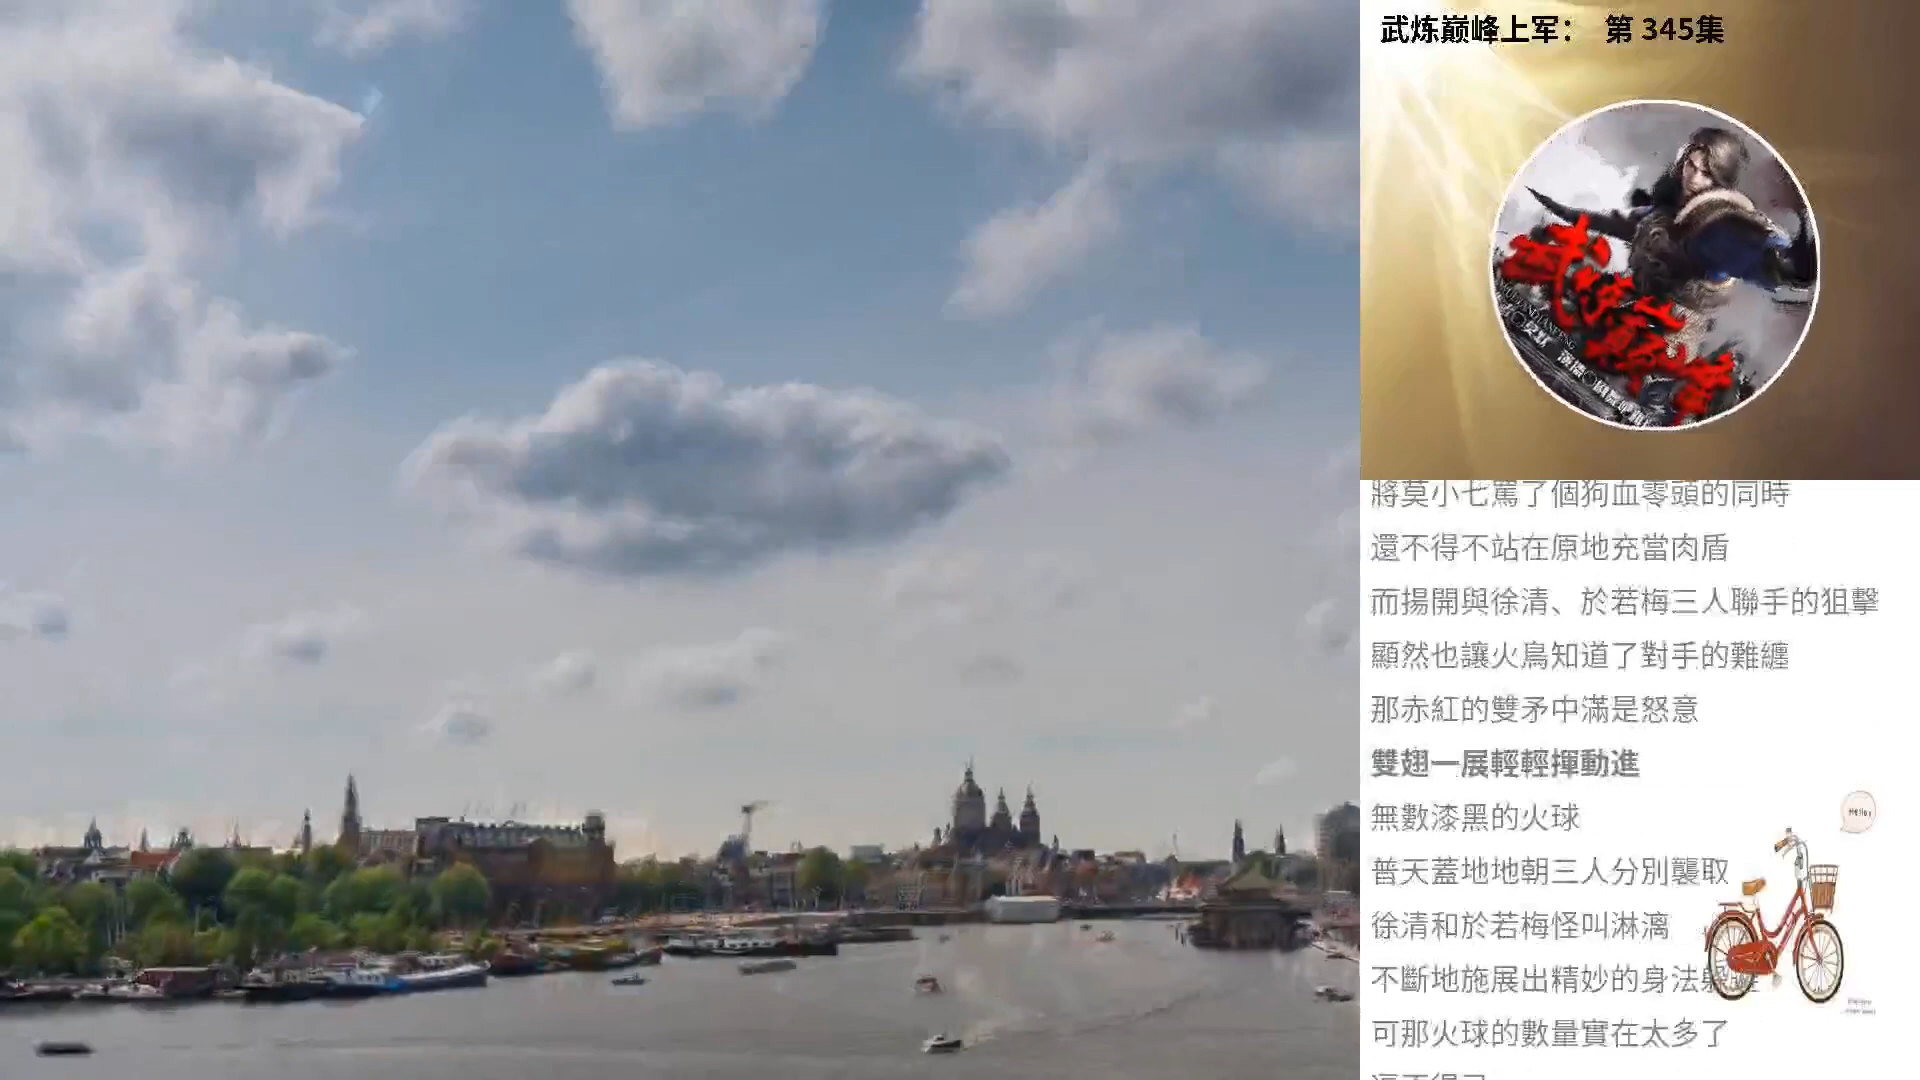 武炼巅峰上军： 第 345集
將莫小七罵了個狗血零頭的同時
還不得不站在原地充當肉盾
而揚開與徐清、於若梅三人聯手的狙擊
顯然也讓火鳥知道了對手的難纏
那赤紅的雙矛中滿是怒意
雙翅一展輕輕揮動進
無數漆黑的火球
普天蓋地地朝三人分別襲取
徐清和於若梅怪叫淋漓
不斷地施展出精妙的身法躲避
可那火球的數量實在太多了
Hello